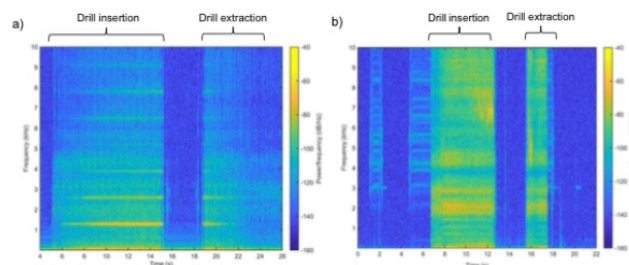 Drill insertion
Drill extraction
a)
10
9
8
7
6
5
4
3
2
1
Frequency (kHz)
4 6 8 10 12 14 16 18 20 22 24 26
Time (s)
-40
-60
-80
-100
-120
-140
-160
Power/frequency (dB/Hz)
Drill insertion
Drill extraction
b)
10
9
8
7
6
5
4
3
2
1
Frequency (kHz)
0 2 4 6 8 10 12 14 16 18 20 22
Time (s)
-40
-60
-80
-100
-120
-140
-160